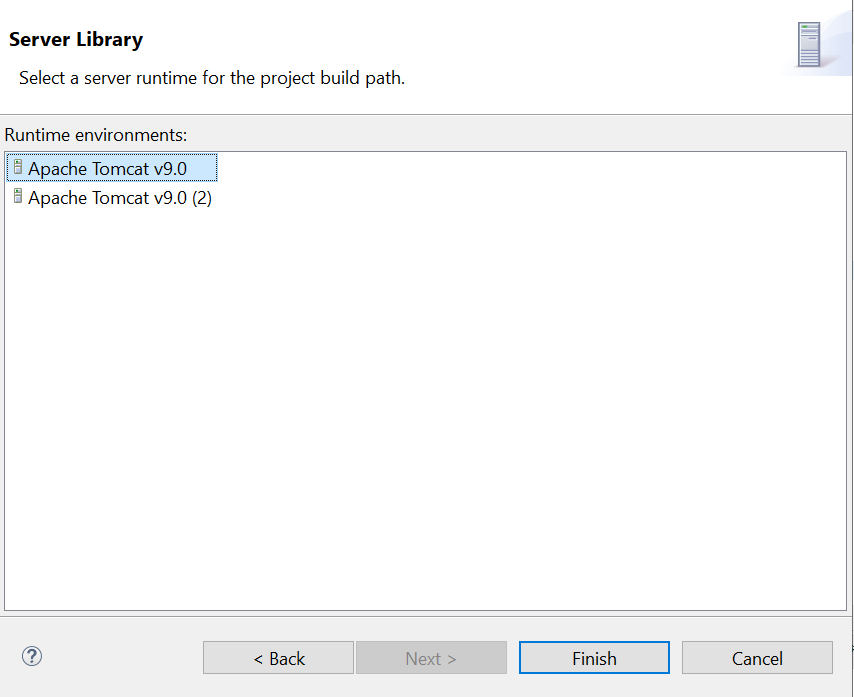 Server Library
Select a server runtime for the project build path.
Runtime environments:
Apache Tomcat v9.0
Apache Tomcat v9.0 (2)
?
< Back
Next >
Finish
Cancel